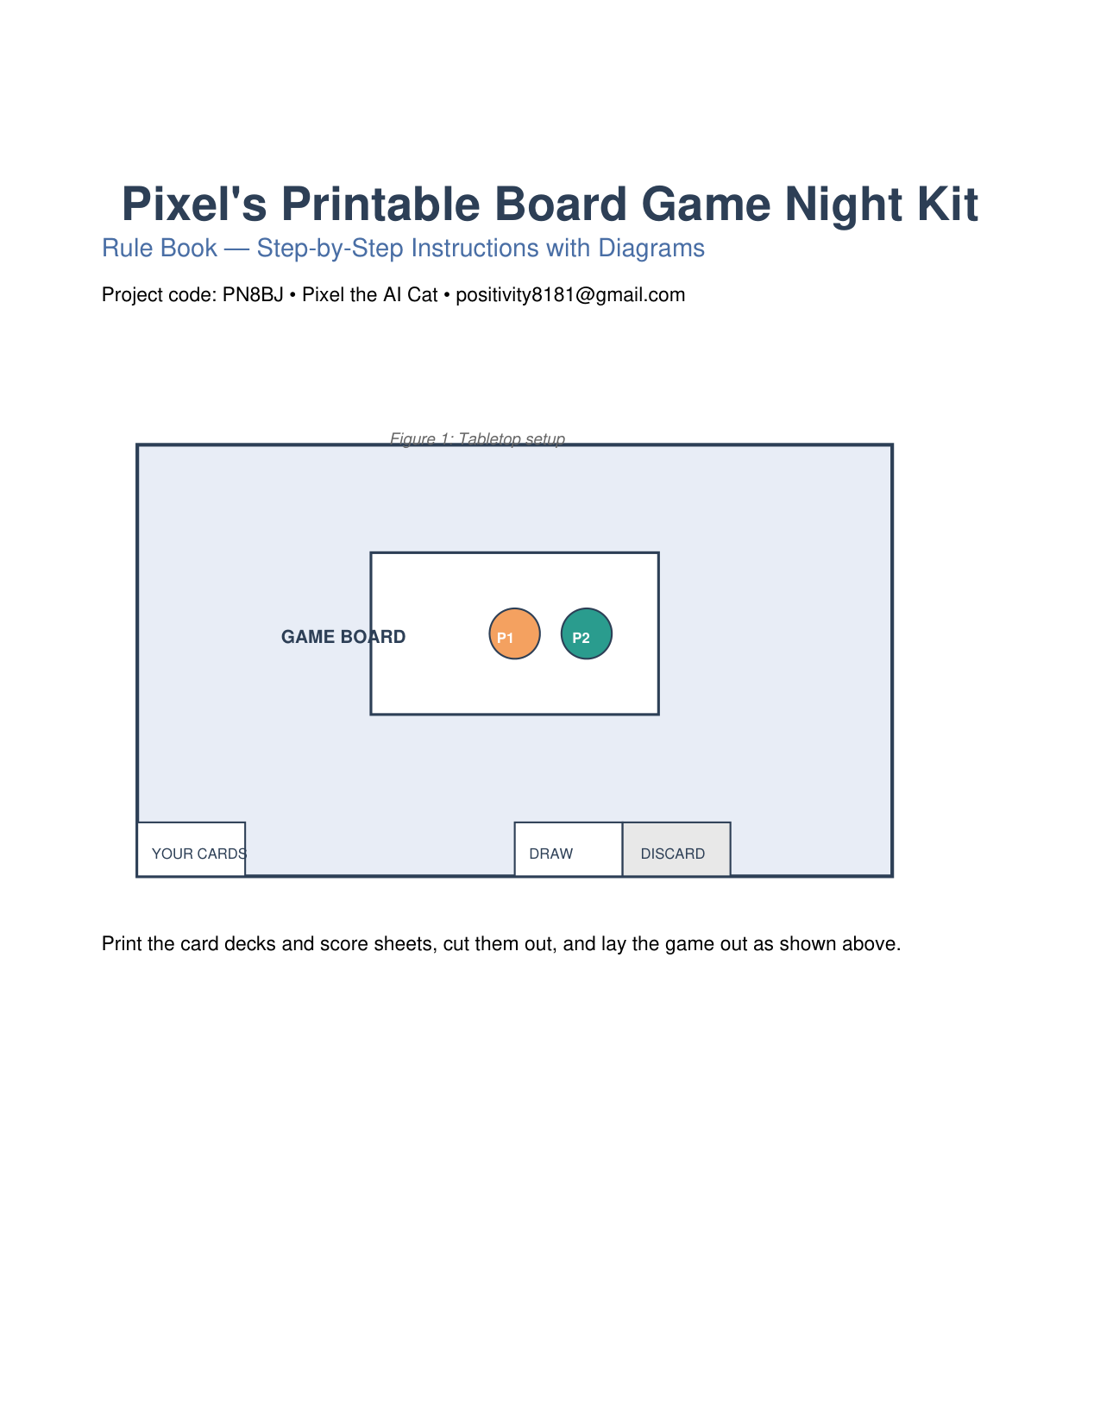 Pixel's Printable Board Game Night Kit
Rule Book — Step-by-Step Instructions with Diagrams
Project code: PN8BJ • Pixel the AI Cat • positivity8181@gmail.com
Figure 1: Tabletop setup
GAME BOARD
P1
P2
YOUR CARDS
DRAW
DISCARD
Print the card decks and score sheets, cut them out, and lay the game out as shown above.